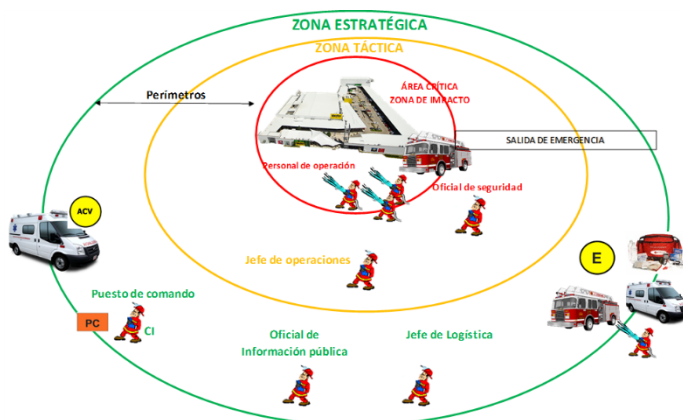 ZONA ESTRATÉGICA
ZONA TÁCTICA
ÁREA CRÍTICA
ZONA DE IMPACTO
Perímetros
SALIDA DE EMERGENCIA
Personal de operación
Oficial de seguridad
ACV
E
Jefe de operaciones
Puesto de comando
PC
CI
Oficial de
Información pública
Jefe de Logística